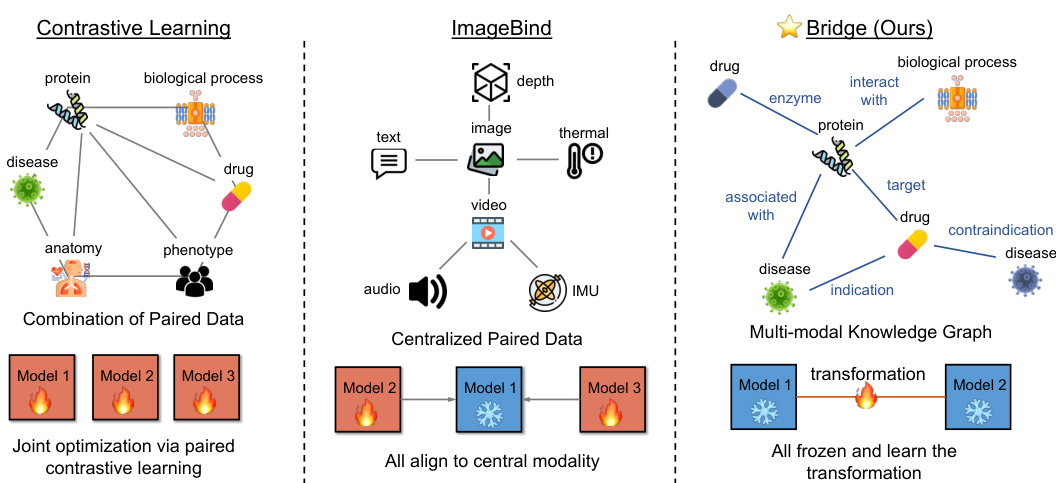 Contrastive Learning
protein
biological process
disease
drug
anatomy
phenotype
Combination of Paired Data
Model 1
Model 2
Model 3
Joint optimization via paired
contrastive learning
ImageBind
depth
text
image
thermal
video
audio
IMU
Centralized Paired Data
Model 2
Model 1
Model 3
All align to central modality
Bridge (Ours)
drug
biological process
enzyme
interact
with
protein
associated
with
target
drug
contraindication
disease
disease
indication
Multi-modal Knowledge Graph
Model 1
transformation
Model 2
All frozen and learn the
transformation